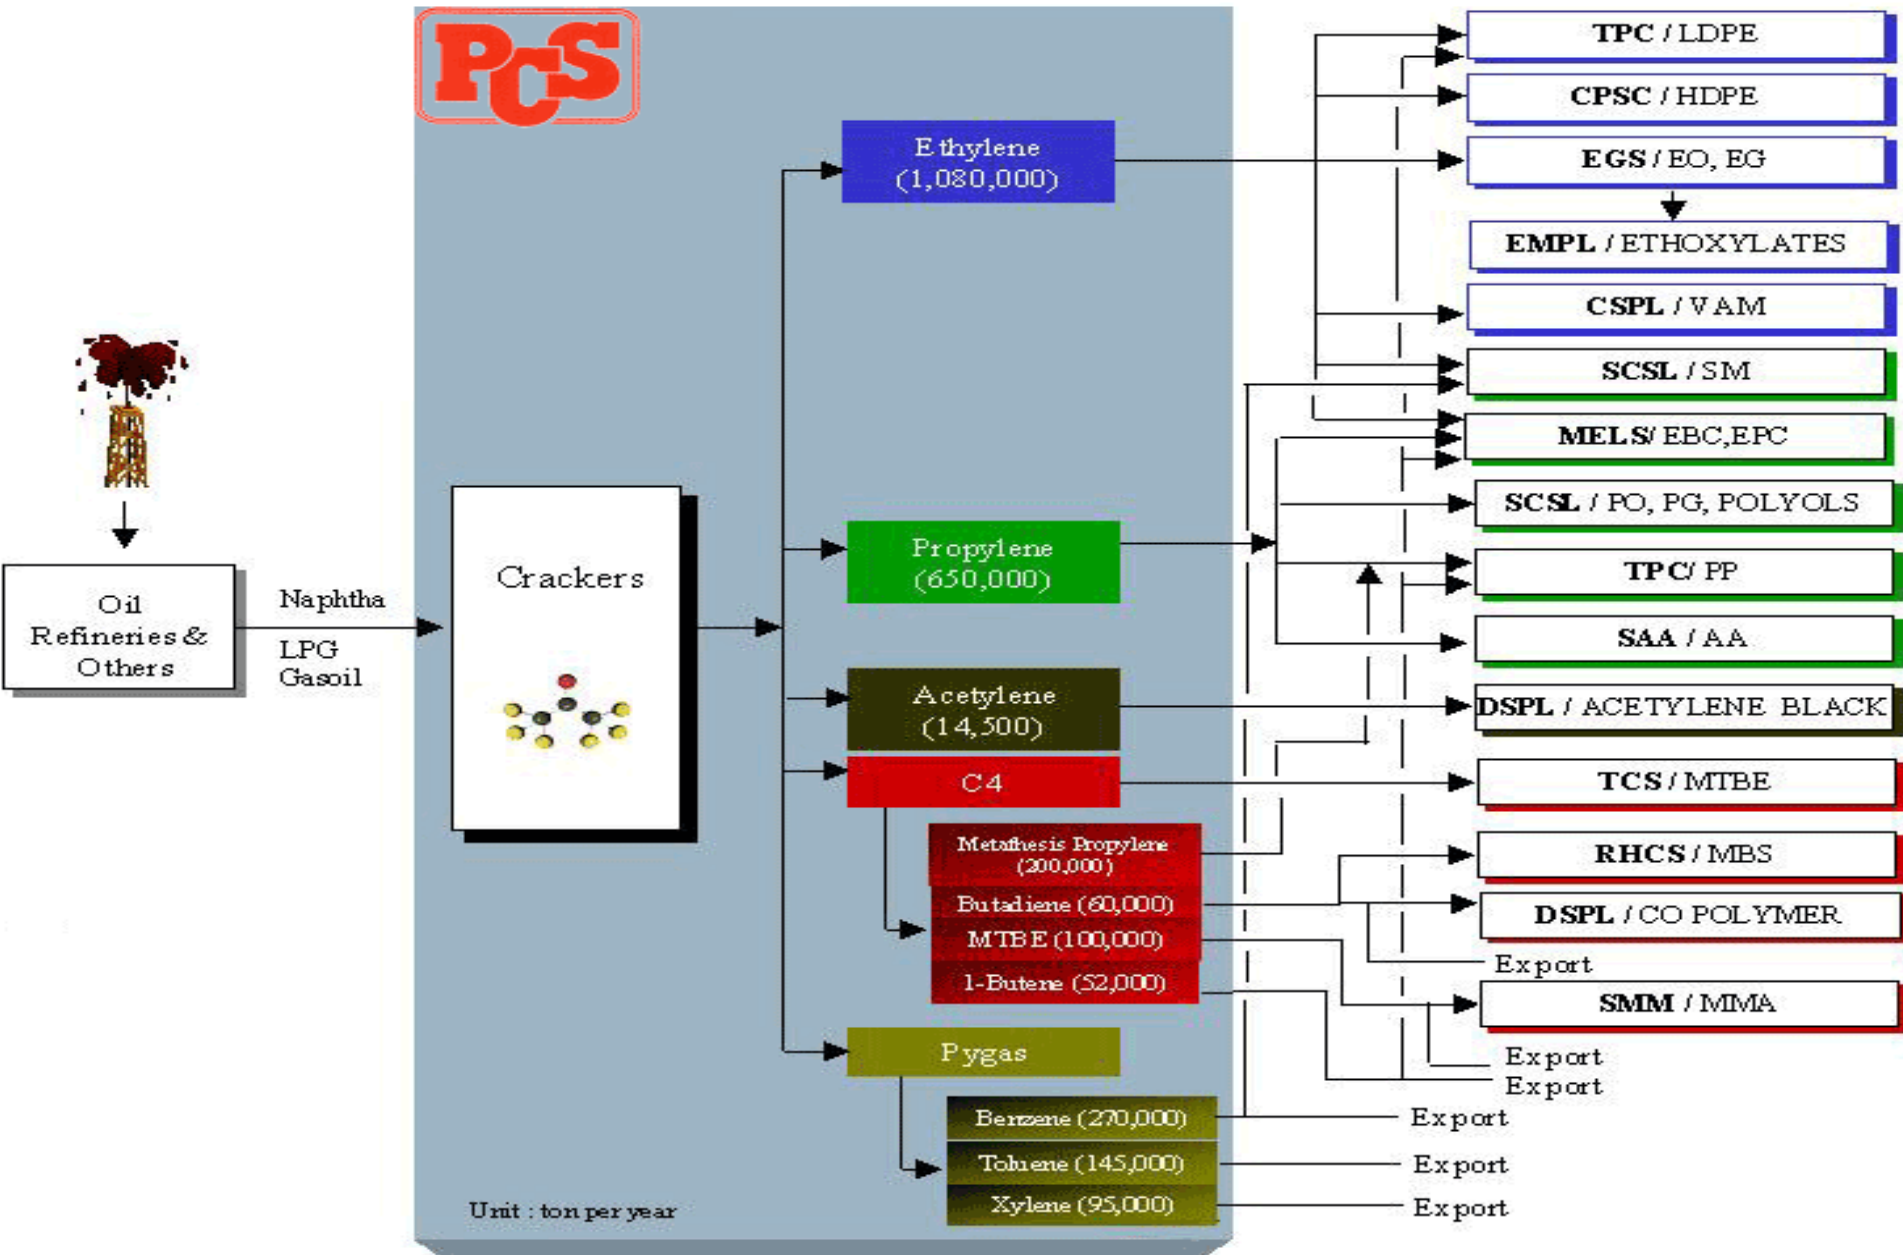 PCS
Oil
Refineries &
Others
Naphtha
LPG
Gasoil
Crackers
Ethylene
(1,080,000)
Propylene
(650,000)
Acetylene
(14,500)
C4
Metathesis Propylene
(200,000)
Butadiene (60,000)
MTBE (100,000)
1-Butene (52,000)
Pygas
Benzene (270,000)
Toluene (145,000)
Xylene (95,000)
Unit : ton per year
TPC / LDPE
CPSC / HDPE
EGS / EO, EG
EMPL / ETHOXYLATES
CSPL / VAM
SCSL / SM
MELS/ EBC,EPC
SCSL / PO, PG, POLYOLS
TPC/ PP
SAA / AA
DSPL / ACETYLENE BLACK
TCS / MTBE
RHCS / MBS
DSPL / CO POLYMER
Export
SMM / MMA
Export
Export
Export
Export
Export